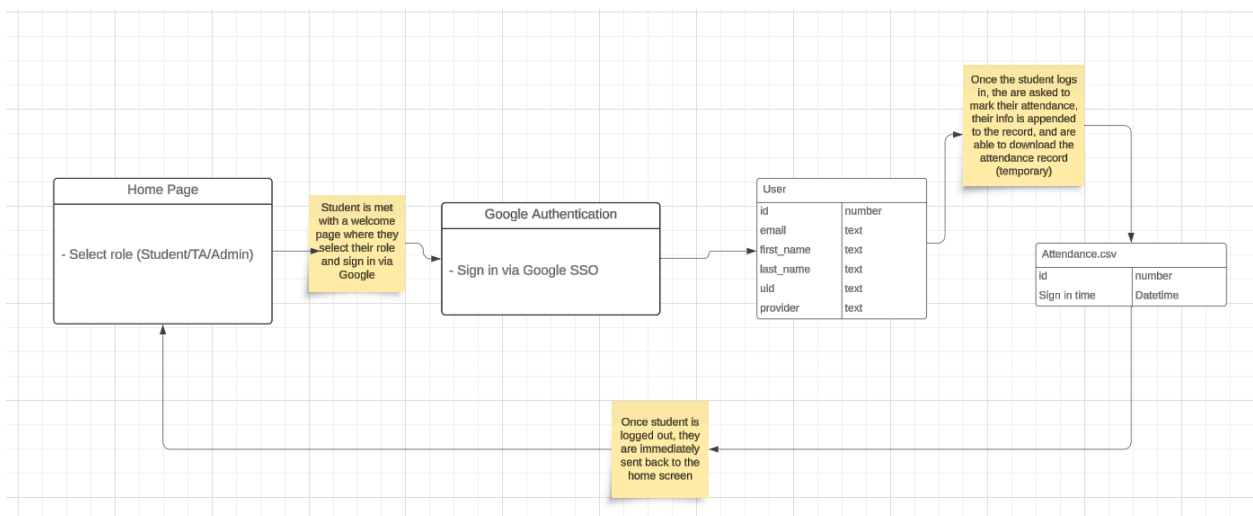 Home Page
- Select role (Student/TA/Admin)
Student is met
with a welcome
page where they
select their role
and sign in via
Google
Google Authentication
- Sign in via Google SSO
User
id number
email text
first_name text
last_name text
uid text
provider text
Once the student logs
in, the are asked to
mark their attendance,
their info is appended
to the record, and are
able to download the
attendance record
(temporary)
Attendance.csv
id number
Sign in time Datetime
Once student is
logged out, they
are immediately
sent back to the
home screen